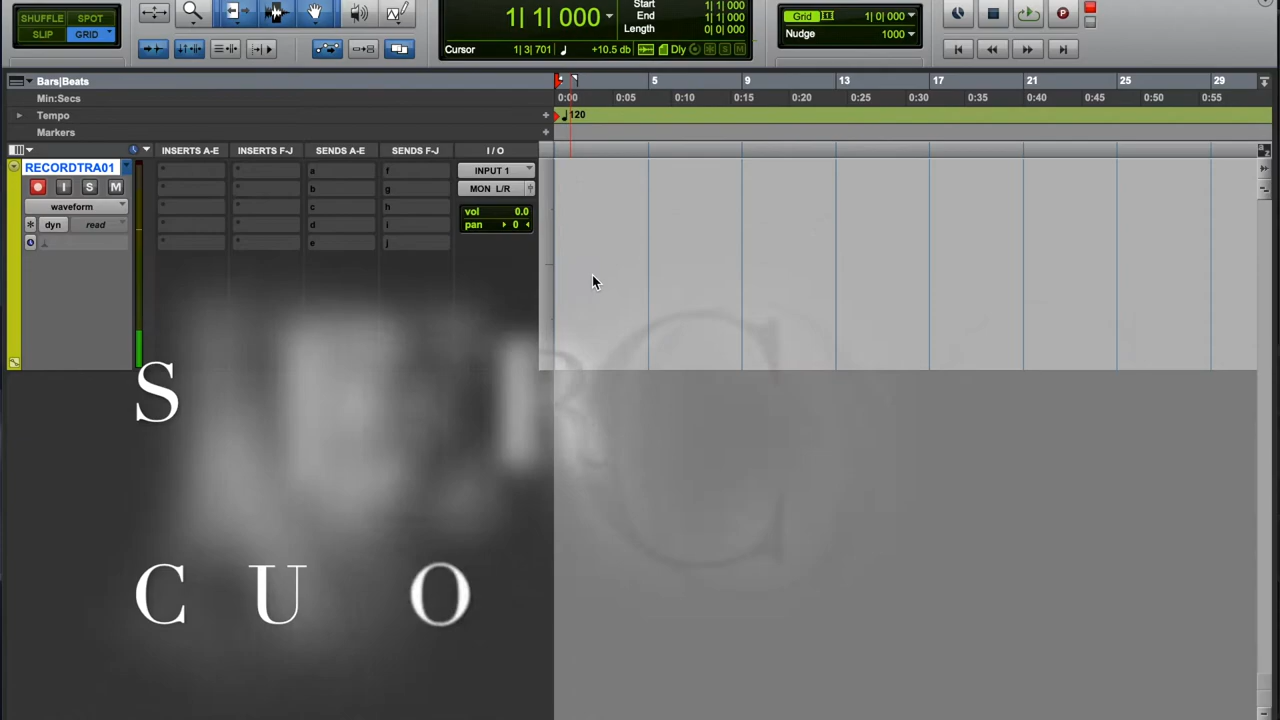 SHUFFLE SPOT
SLIP GRID
1| 1| 000
Start 1| 1| 000
End 1| 1| 000
Length 0| 0| 000
Cursor 1| 3| 701 +10.5 db Dly S M
Grid 1| 0| 000
Nudge 1000
P
Bars|Beats 5 9 13 17 21 25 29
Min:Secs 0:00 0:05 0:10 0:15 0:20 0:25 0:30 0:35 0:40 0:45 0:50 0:55
Tempo + 120
Markers +
INSERTS A-E INSERTS F-J SENDS A-E SENDS F-J I / O
RECORDTRA01 a f INPUT 1
I S M b g MON L/R
waveform c h vol 0.0
dyn read d i pan 0
e j
S
C U O
C